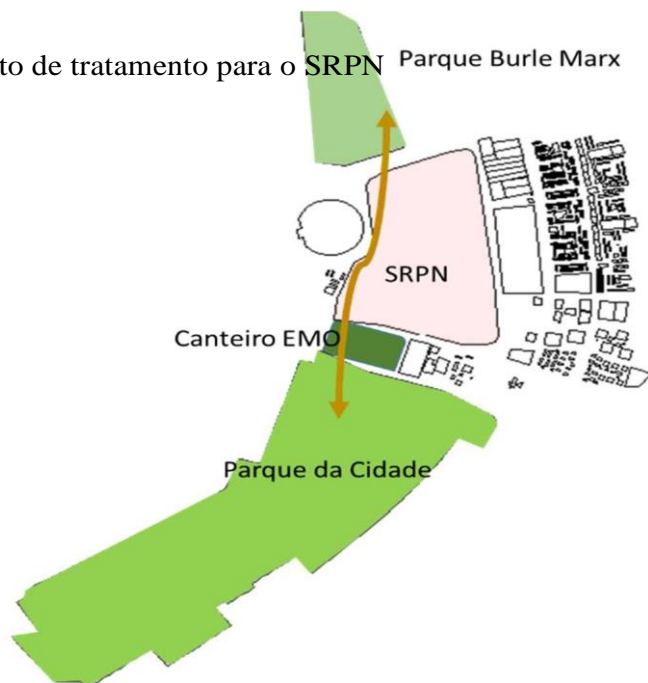 to de tratamento para o SRPN
Parque Burle Marx
SRPN
Canteiro EMO
Parque da Cidade